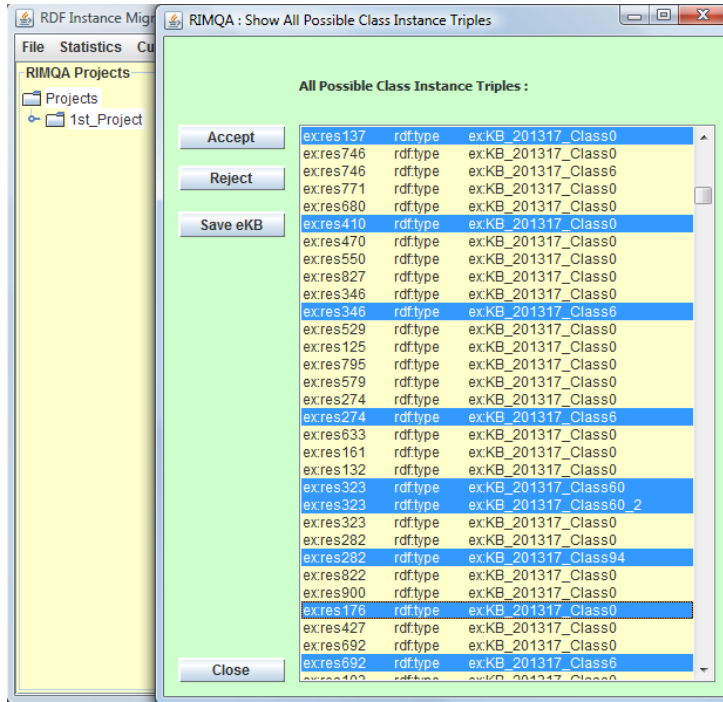 RDF Instance Migr
RIMQA : Show All Possible Class Instance Triples
File Statistics Cu
RIMQA Projects
Projects
1st_Project
All Possible Class Instance Triples :
Accept
Reject
Save eKB
Close
ex:res137 rdf:type ex:KB_201317_Class0
ex:res746 rdf:type ex:KB_201317_Class0
ex:res746 rdf:type ex:KB_201317_Class6
ex:res771 rdf:type ex:KB_201317_Class0
ex:res680 rdf:type ex:KB_201317_Class0
ex:res410 rdf:type ex:KB_201317_Class0
ex:res470 rdf:type ex:KB_201317_Class0
ex:res550 rdf:type ex:KB_201317_Class0
ex:res827 rdf:type ex:KB_201317_Class0
ex:res346 rdf:type ex:KB_201317_Class0
ex:res346 rdf:type ex:KB_201317_Class6
ex:res529 rdf:type ex:KB_201317_Class0
ex:res125 rdf:type ex:KB_201317_Class0
ex:res795 rdf:type ex:KB_201317_Class0
ex:res579 rdf:type ex:KB_201317_Class0
ex:res274 rdf:type ex:KB_201317_Class0
ex:res274 rdf:type ex:KB_201317_Class6
ex:res633 rdf:type ex:KB_201317_Class0
ex:res161 rdf:type ex:KB_201317_Class0
ex:res132 rdf:type ex:KB_201317_Class0
ex:res323 rdf:type ex:KB_201317_Class60
ex:res323 rdf:type ex:KB_201317_Class60_2
ex:res323 rdf:type ex:KB_201317_Class0
ex:res282 rdf:type ex:KB_201317_Class0
ex:res282 rdf:type ex:KB_201317_Class94
ex:res822 rdf:type ex:KB_201317_Class0
ex:res900 rdf:type ex:KB_201317_Class0
ex:res176 rdf:type ex:KB_201317_Class0
ex:res427 rdf:type ex:KB_201317_Class0
ex:res692 rdf:type ex:KB_201317_Class0
ex:res692 rdf:type ex:KB_201317_Class6